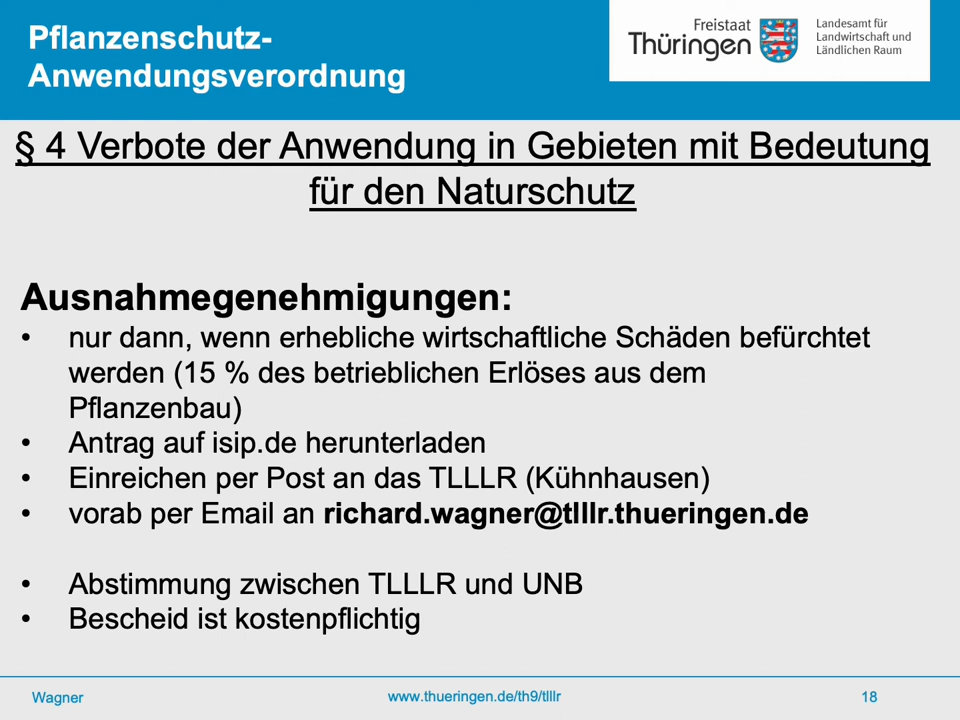 Pflanzenschutz-
Anwendungsverordnung
Freistaat
Thüringen
Landesamt für
Landwirtschaft und
Ländlichen Raum
§ 4 Verbote der Anwendung in Gebieten mit Bedeutung
für den Naturschutz
Ausnahmegenehmigungen:
• nur dann, wenn erhebliche wirtschaftliche Schäden befürchtet
werden (15 % des betrieblichen Erlöses aus dem
Pflanzenbau)
• Antrag auf isip.de herunterladen
• Einreichen per Post an das TLLLR (Kühnhausen)
• vorab per Email an richard.wagner@tlllr.thueringen.de
• Abstimmung zwischen TLLLR und UNB
• Bescheid ist kostenpflichtig
Wagner
www.thueringen.de/th9/tlllr
18